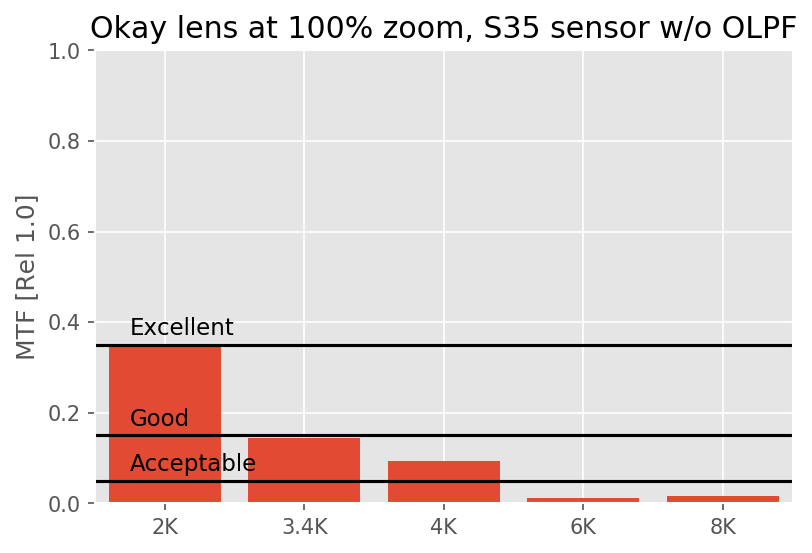 Okay lens at 100% zoom, S35 sensor w/o OLPF
MTF [Rel 1.0]
1.0
0.8
0.6
0.4
0.2
0.0
Excellent
Good
Acceptable
2K
3.4K
4K
6K
8K